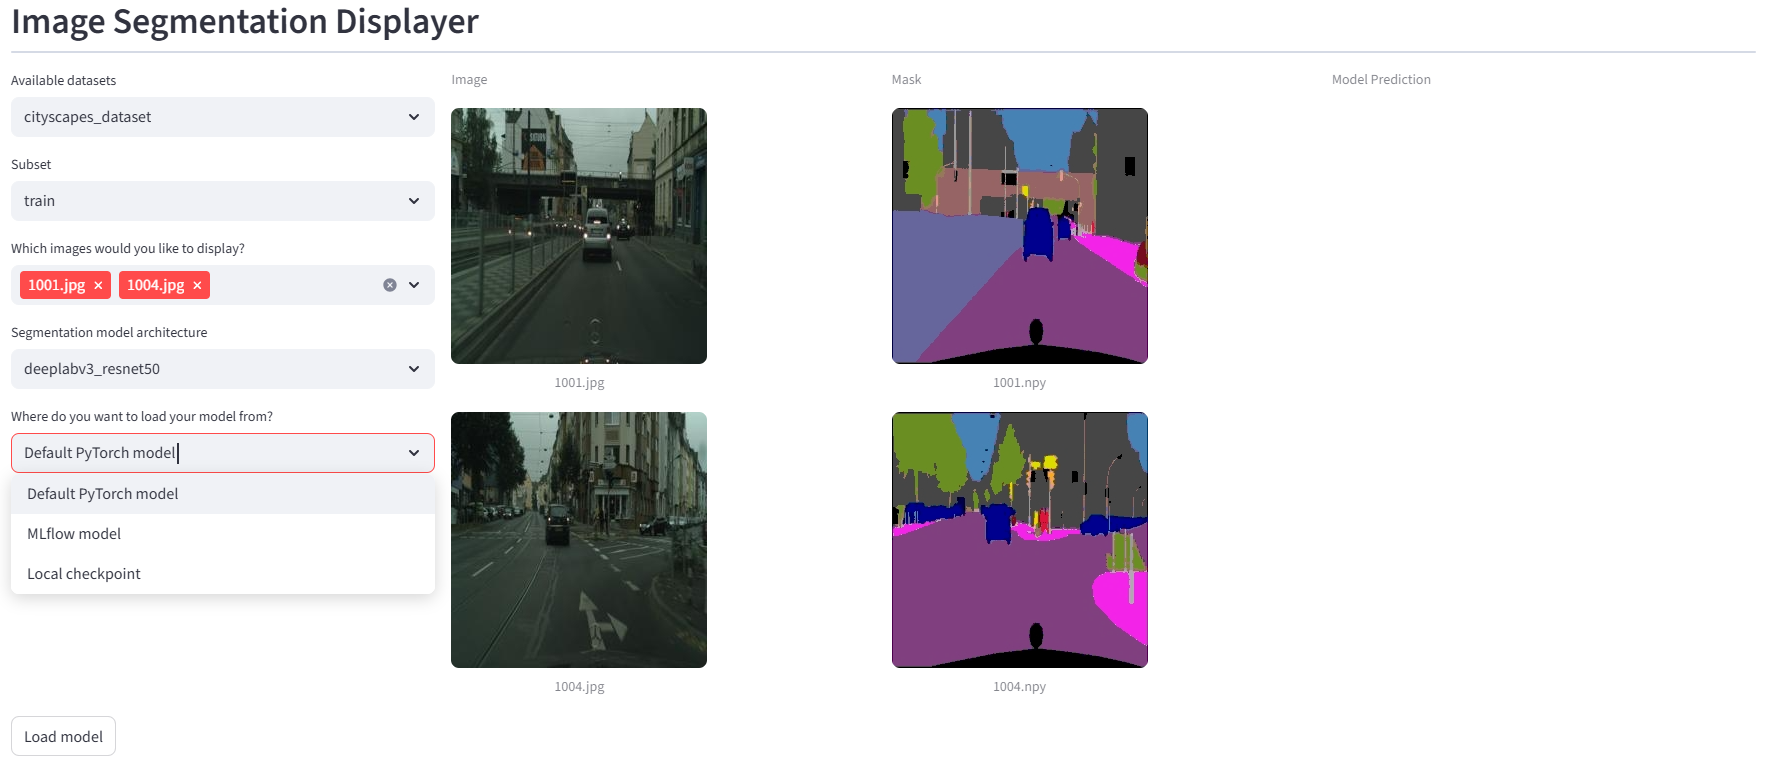 Image Segmentation Displayer
Available datasets
cityscapes_dataset
Subset
train
Which images would you like to display?
1001.jpg × 1004.jpg ×
Segmentation model architecture
deeplabv3_resnet50
Where do you want to load your model from?
Default PyTorch model
Default PyTorch model
MLflow model
Local checkpoint
Load model
Image
1001.jpg
1004.jpg
Mask
1001.npy
1004.npy
Model Prediction